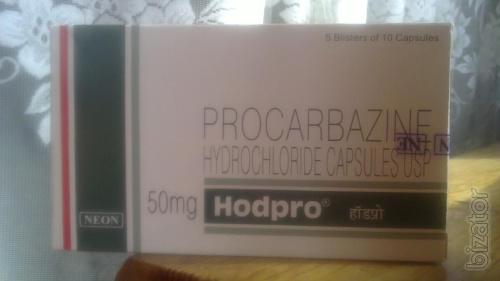 5 Blisters of 10 Capsules
PROCARBAZINE
HYDROCHLORIDE CAPSULES USP
50mg Hodpro® हॉडप्रो
NEON
bizator